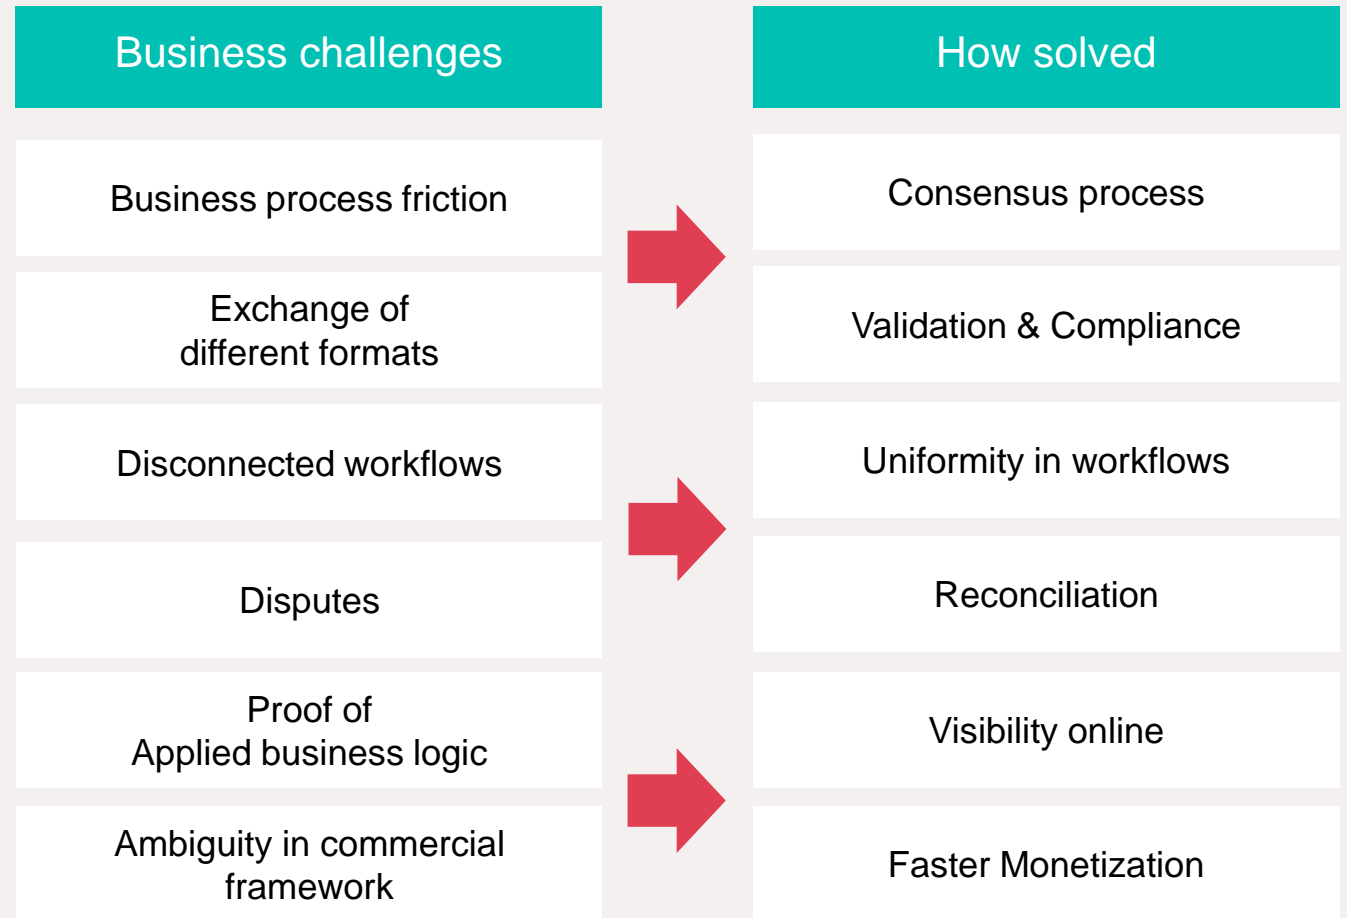 Business challenges
How solved
Business process friction
Consensus process
Exchange of
different formats
Validation & Compliance
Disconnected workflows
Uniformity in workflows
Disputes
Reconciliation
Proof of
Applied business logic
Visibility online
Ambiguity in commercial
framework
Faster Monetization